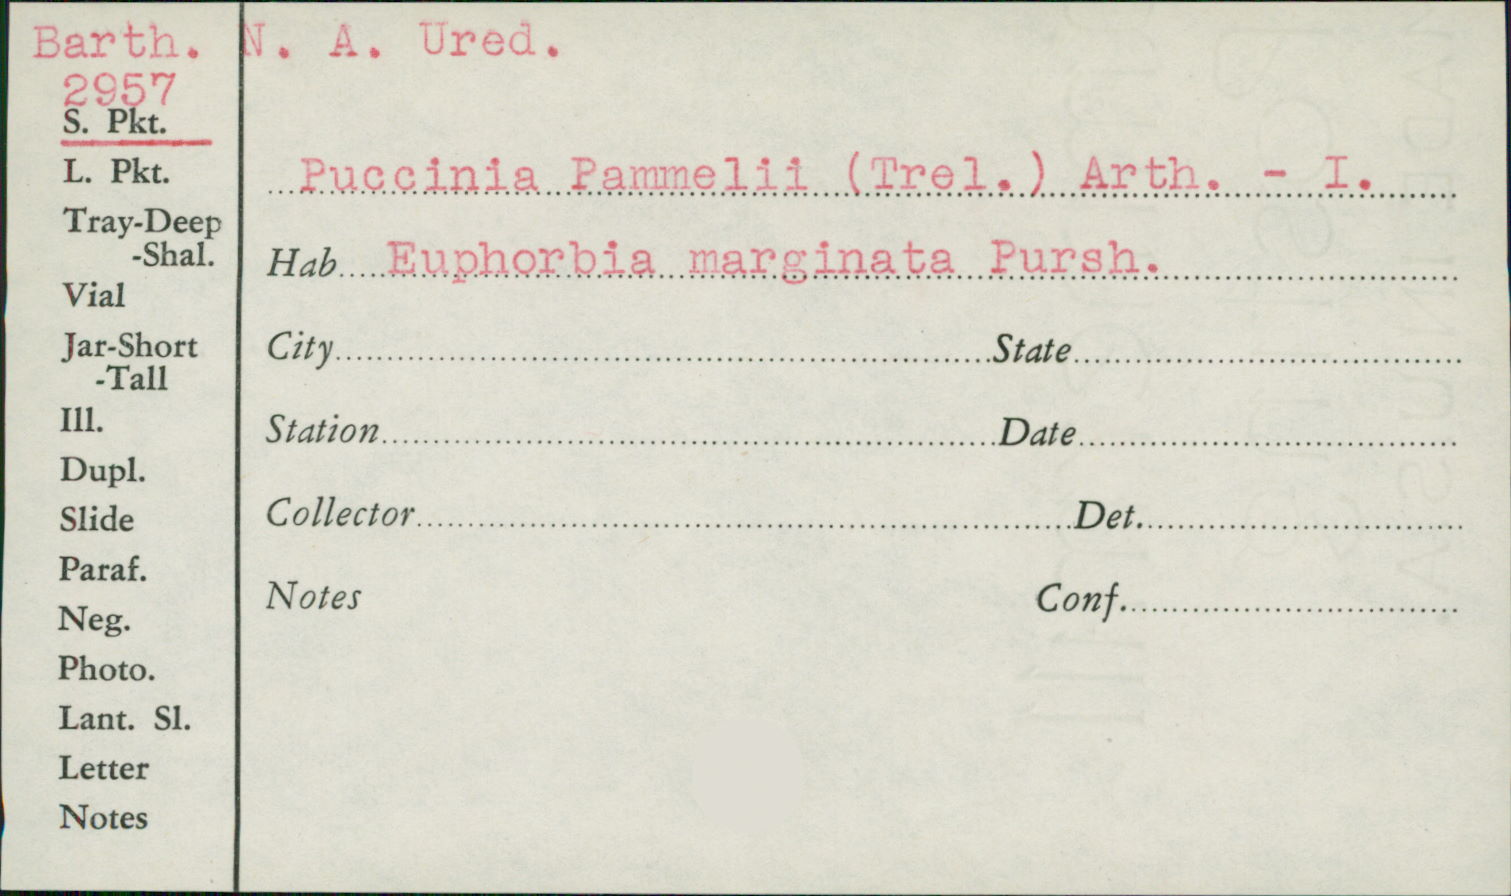 Barth. N. A. Ured.
2957
S. Pkt.
L. Pkt.
Puccinia Pammelii (Trel.) Arth. - I.
Tray-Deep
-Shal.
Hab. Euphorbia marginata Pursh.
Vial
Jar-Short
-Tall
City State
Ill.
Station Date
Dupl.
Slide
Collector Det.
Paraf.
Neg.
Notes Conf.
Photo.
Lant. Sl.
Letter
Notes